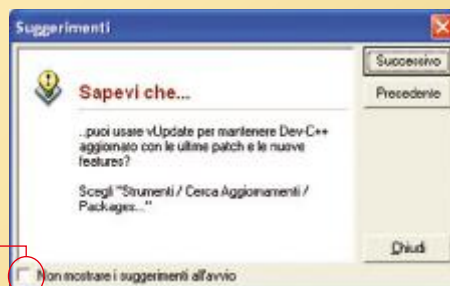 Suggerimenti
Successivo
Precedente
Sapevi che...
..puoi usare vUpdate per mantenere Dev-C++
aggiornato con le ultime patch e le nuove
features?
Scegli "Strumenti / Cerca Aggiornamenti /
Packages..."
Chiudi
Non mostrare i suggerimenti all'avvio